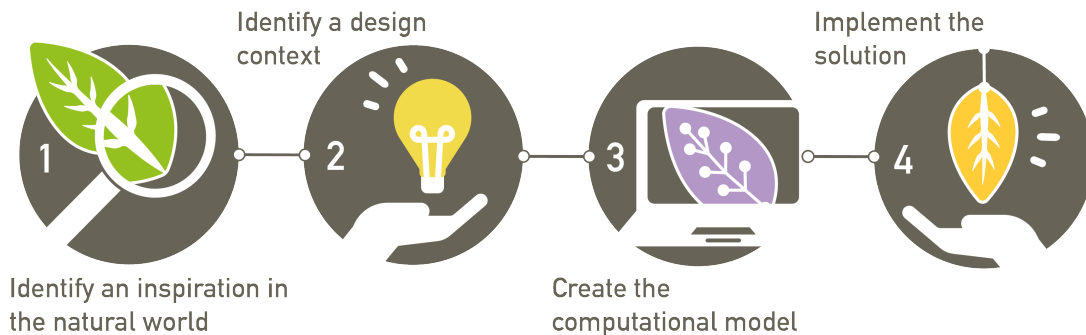 1
Identify an inspiration in
the natural world
Identify a design
context
2
3
Create the
computational model
Implement the
solution
4